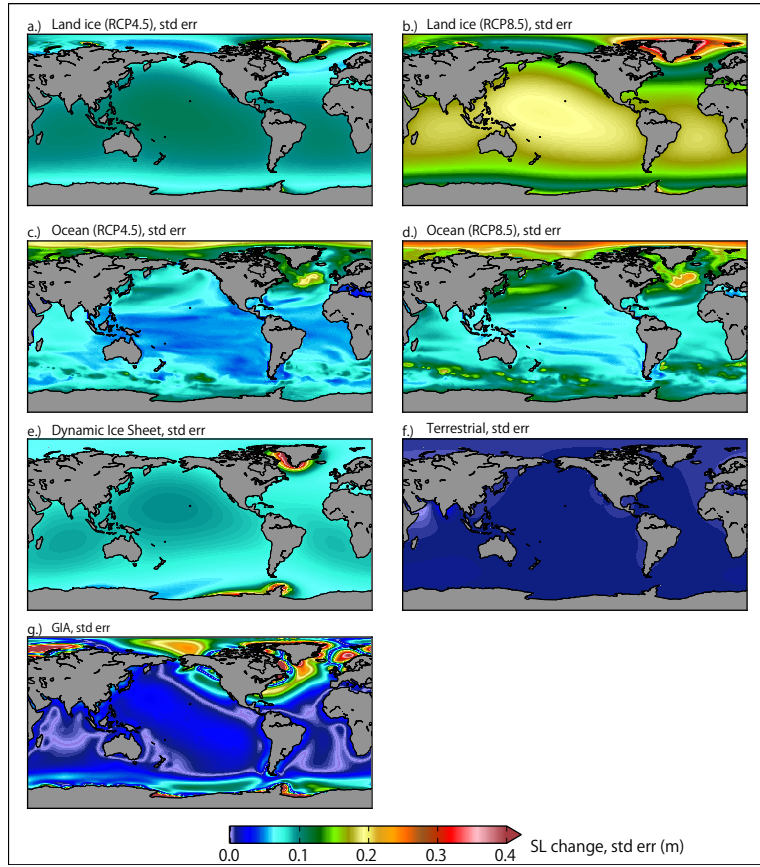 a.) Land ice (RCP4.5), std err
b.) Land ice (RCP8.5), std err
c.) Ocean (RCP4.5), std err
d.) Ocean (RCP8.5), std err
e.) Dynamic Ice Sheet, std err
f.) Terrestrial, std err
g.) GIA, std err
0.0 0.1 0.2 0.3 0.4 SL change, std err (m)